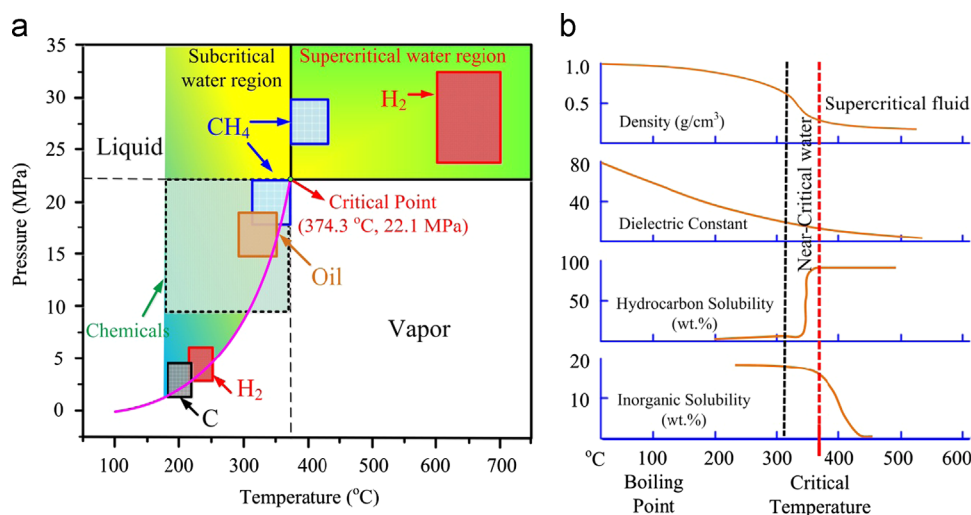 a
35
30
25
20
15
10
5
0
Pressure (MPa)
100 200 300 400 500 600 700
Temperature (°C)
Subcritical
water region
Supercritical water region
H₂
CH₄
Liquid
Critical Point
(374.3 °C, 22.1 MPa)
Oil
Chemicals
Vapor
H₂
C
b
1.0
0.5
Density (g/cm³)
Supercritical fluid
80
40
Dielectric Constant
Near-Critical water
100
50
Hydrocarbon Solubility
(wt.%)
20
10
Inorganic Solubility
(wt.%)
°C 100 200 300 400 500 600
Boiling
Point
Critical
Temperature